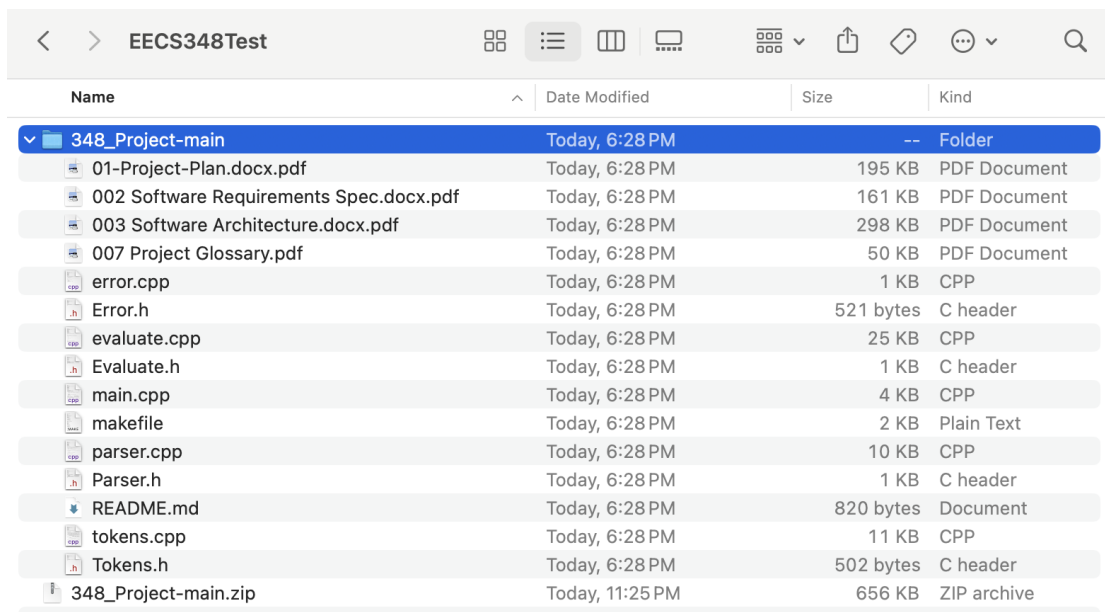 EECS348Test
Name Date Modified Size Kind
348_Project-main Today, 6:28 PM -- Folder
01-Project-Plan.docx.pdf Today, 6:28 PM 195 KB PDF Document
002 Software Requirements Spec.docx.pdf Today, 6:28 PM 161 KB PDF Document
003 Software Architecture.docx.pdf Today, 6:28 PM 298 KB PDF Document
007 Project Glossary.pdf Today, 6:28 PM 50 KB PDF Document
error.cpp Today, 6:28 PM 1 KB CPP
Error.h Today, 6:28 PM 521 bytes C header
evaluate.cpp Today, 6:28 PM 25 KB CPP
Evaluate.h Today, 6:28 PM 1 KB C header
main.cpp Today, 6:28 PM 4 KB CPP
makefile Today, 6:28 PM 2 KB Plain Text
parser.cpp Today, 6:28 PM 10 KB CPP
Parser.h Today, 6:28 PM 1 KB C header
README.md Today, 6:28 PM 820 bytes Document
tokens.cpp Today, 6:28 PM 11 KB CPP
Tokens.h Today, 6:28 PM 502 bytes C header
348_Project-main.zip Today, 11:25 PM 656 KB ZIP archive